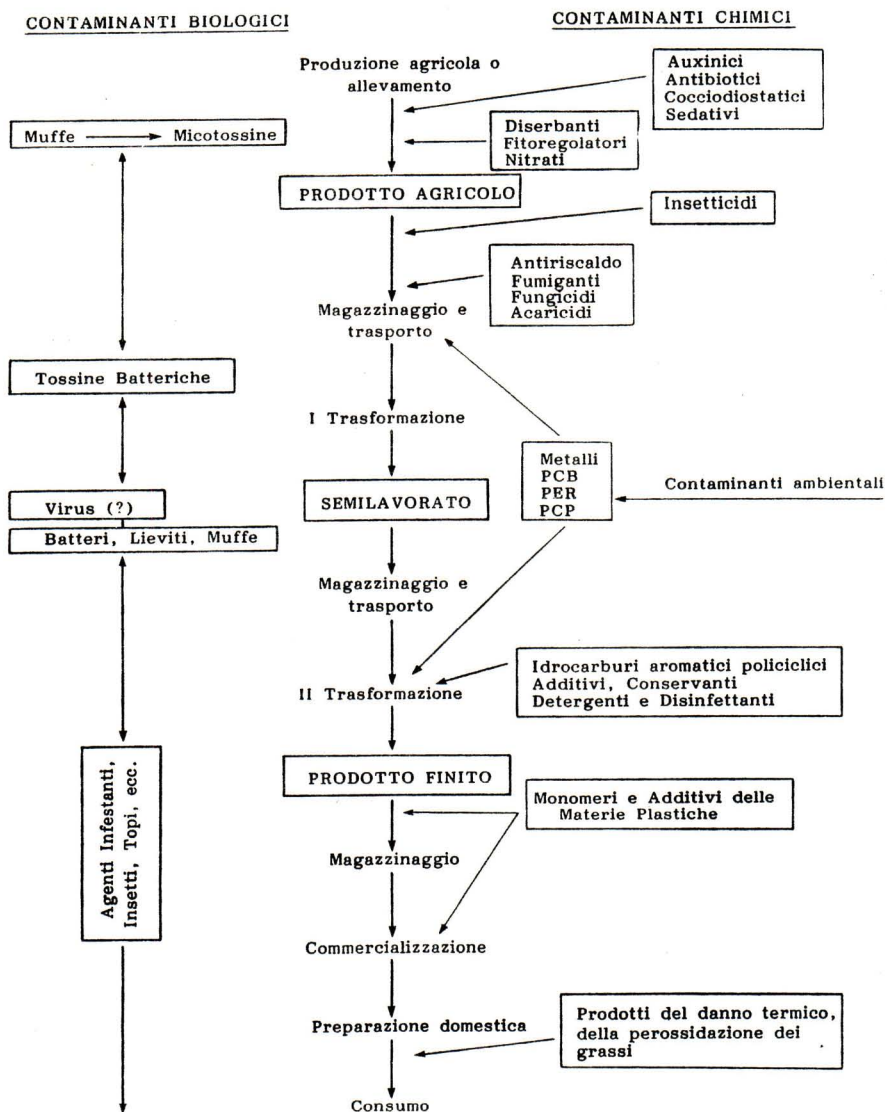 CONTAMINANTI BIOLOGICI
CONTAMINANTI CHIMICI
Produzione agricola o
allevamento
Auxinici
Antibiotici
Cocciodiostatici
Sedativi
Muffe
Micotossine
Diserbanti
Fitoregolatori
Nitrati
PRODOTTO AGRICOLO
Insetticidi
Antiriscaldo
Fumiganti
Fungicidi
Acaricidi
Magazzinaggio e
trasporto
Tossine Batteriche
I Trasformazione
Metalli
PCB
PER
PCP
Contaminanti ambientali
SEMILAVORATO
Virus (?)
Batteri, Lieviti, Muffe
Magazzinaggio e
trasporto
Idrocarburi aromatici policiclici
Additivi, Conservanti
Detergenti e Disinfettanti
II Trasformazione
PRODOTTO FINITO
Agenti Infestanti,
Insetti, Topi, ecc.
Monomeri e Additivi delle
Materie Plastiche
Magazzinaggio
Commercializzazione
Preparazione domestica
Prodotti del danno termico,
della perossidazione dei
grassi
Consumo